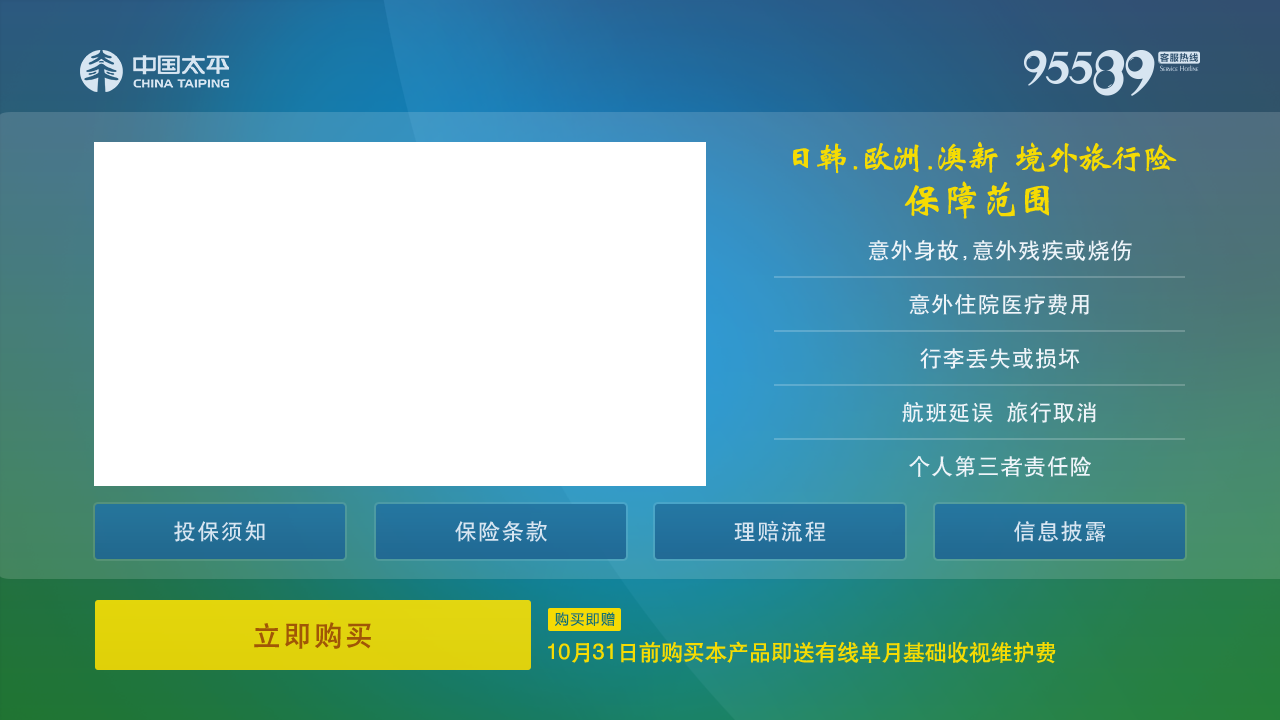 中国太平
CHINA TAIPING
95589 客服热线
Service Hotline
日韩.欧洲.澳新 境外旅行险
保障范围
意外身故,意外残疾或烧伤
意外住院医疗费用
行李丢失或损坏
航班延误 旅行取消
个人第三者责任险
投保须知
保险条款
理赔流程
信息披露
立即购买
购买即赠
10月31日前购买本产品即送有线单月基础收视维护费